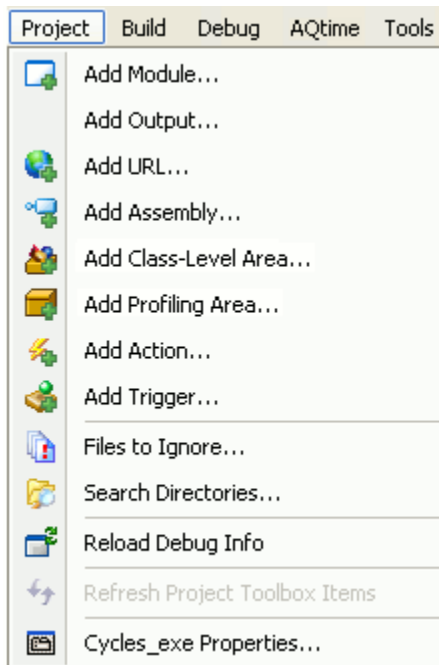 Project Build Debug AQtime Tools
Add Module...
Add Output...
Add URL...
Add Assembly...
Add Class-Level Area...
Add Profiling Area...
Add Action...
Add Trigger...
Files to Ignore...
Search Directories...
Reload Debug Info
Refresh Project Toolbox Items
Cycles_exe Properties...